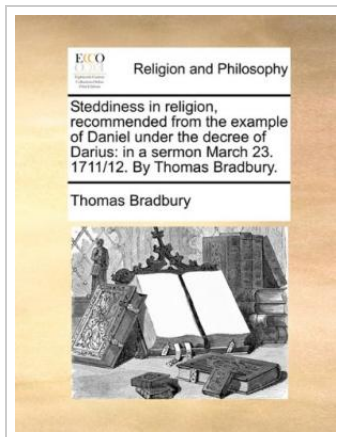 ECCO
Religion and Philosophy
Steddiness in religion,
recommended from the example
of Daniel under the decree of
Darius: in a sermon March 23.
1711/12. By Thomas Bradbury.
Thomas Bradbury